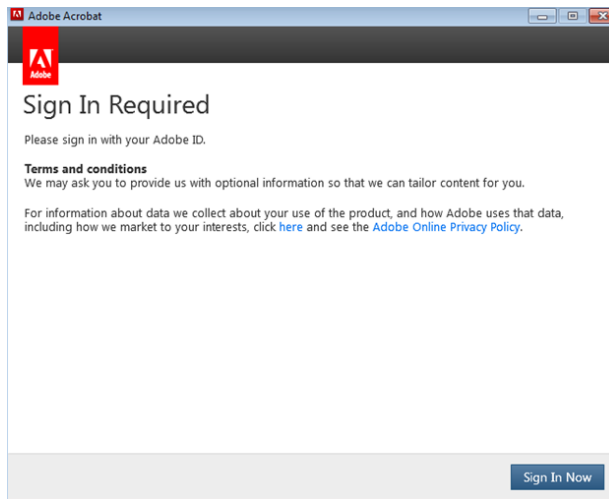 Adobe Acrobat
Adobe
Sign In Required
Please sign in with your Adobe ID.
Terms and conditions
We may ask you to provide us with optional information so that we can tailor content for you.
For information about data we collect about your use of the product, and how Adobe uses that data,
including how we market to your interests, click here and see the Adobe Online Privacy Policy.
Sign In Now